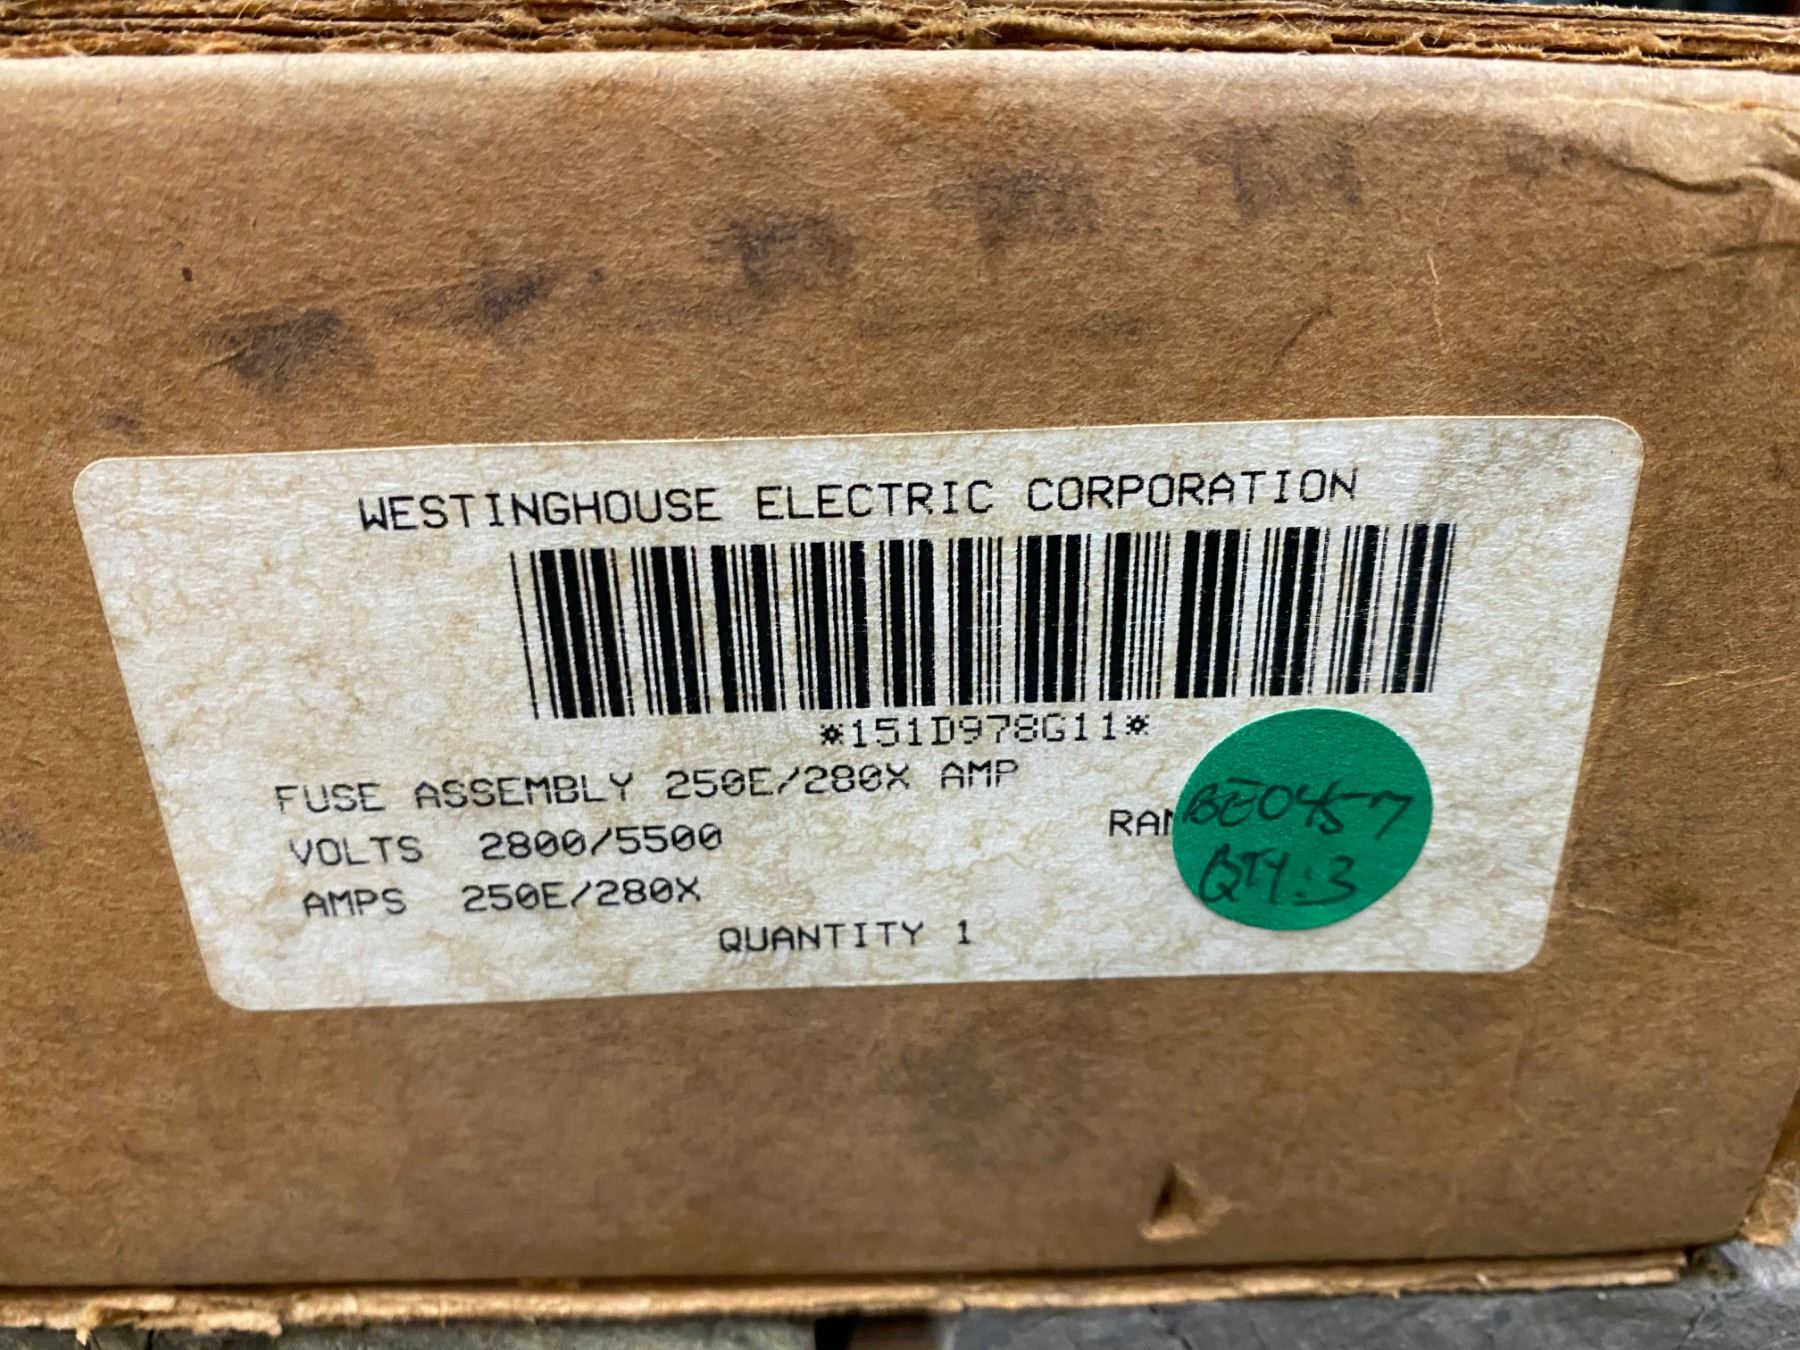 WESTINGHOUSE ELECTRIC CORPORATION
*151D978G11*
FUSE ASSEMBLY 250E/280X AMP
VOLTS 2800/5500
RAN
BE0457
QTY:3
AMPS 250E/280X
QUANTITY 1